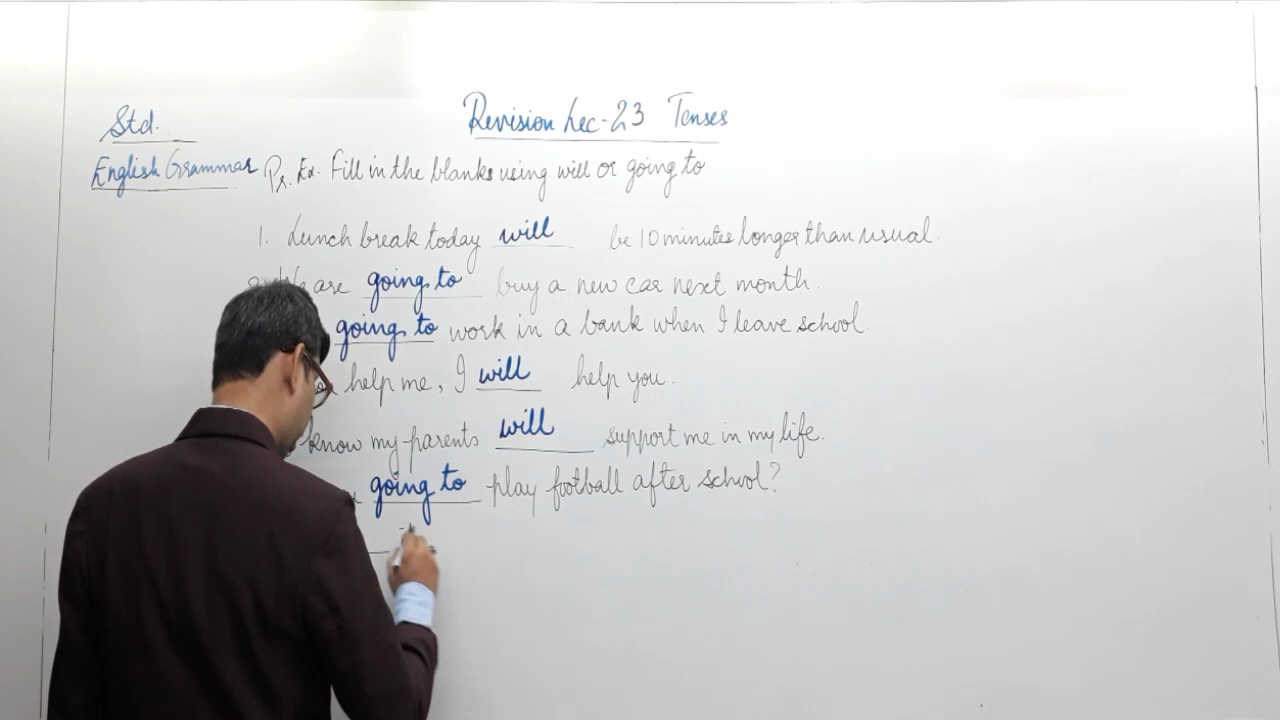 Std.
Revision Lec-23 Tenses
English Grammar
Pr. Ex. Fill in the blanks using will or going to
1. Lunch break today will be 10 minutes longer than usual.
are going to buy a new car next month.
going to work in a bank when I leave school.
help me, I will help you.
know my parents will support me in my life.
going to play football after school?